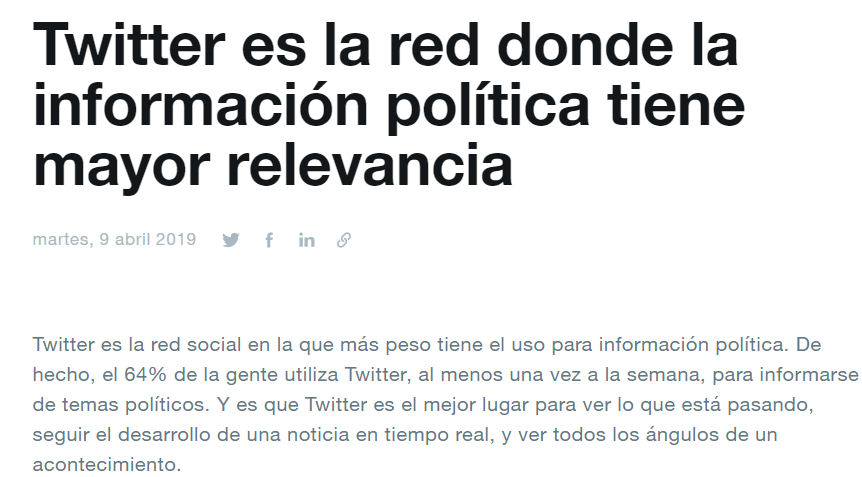 Twitter es la red donde la
información política tiene
mayor relevancia
martes, 9 abril 2019
Twitter es la red social en la que más peso tiene el uso para información política. De
hecho, el 64% de la gente utiliza Twitter, al menos una vez a la semana, para informarse
de temas políticos. Y es que Twitter es el mejor lugar para ver lo que está pasando,
seguir el desarrollo de una noticia en tiempo real, y ver todos los ángulos de un
acontecimiento.